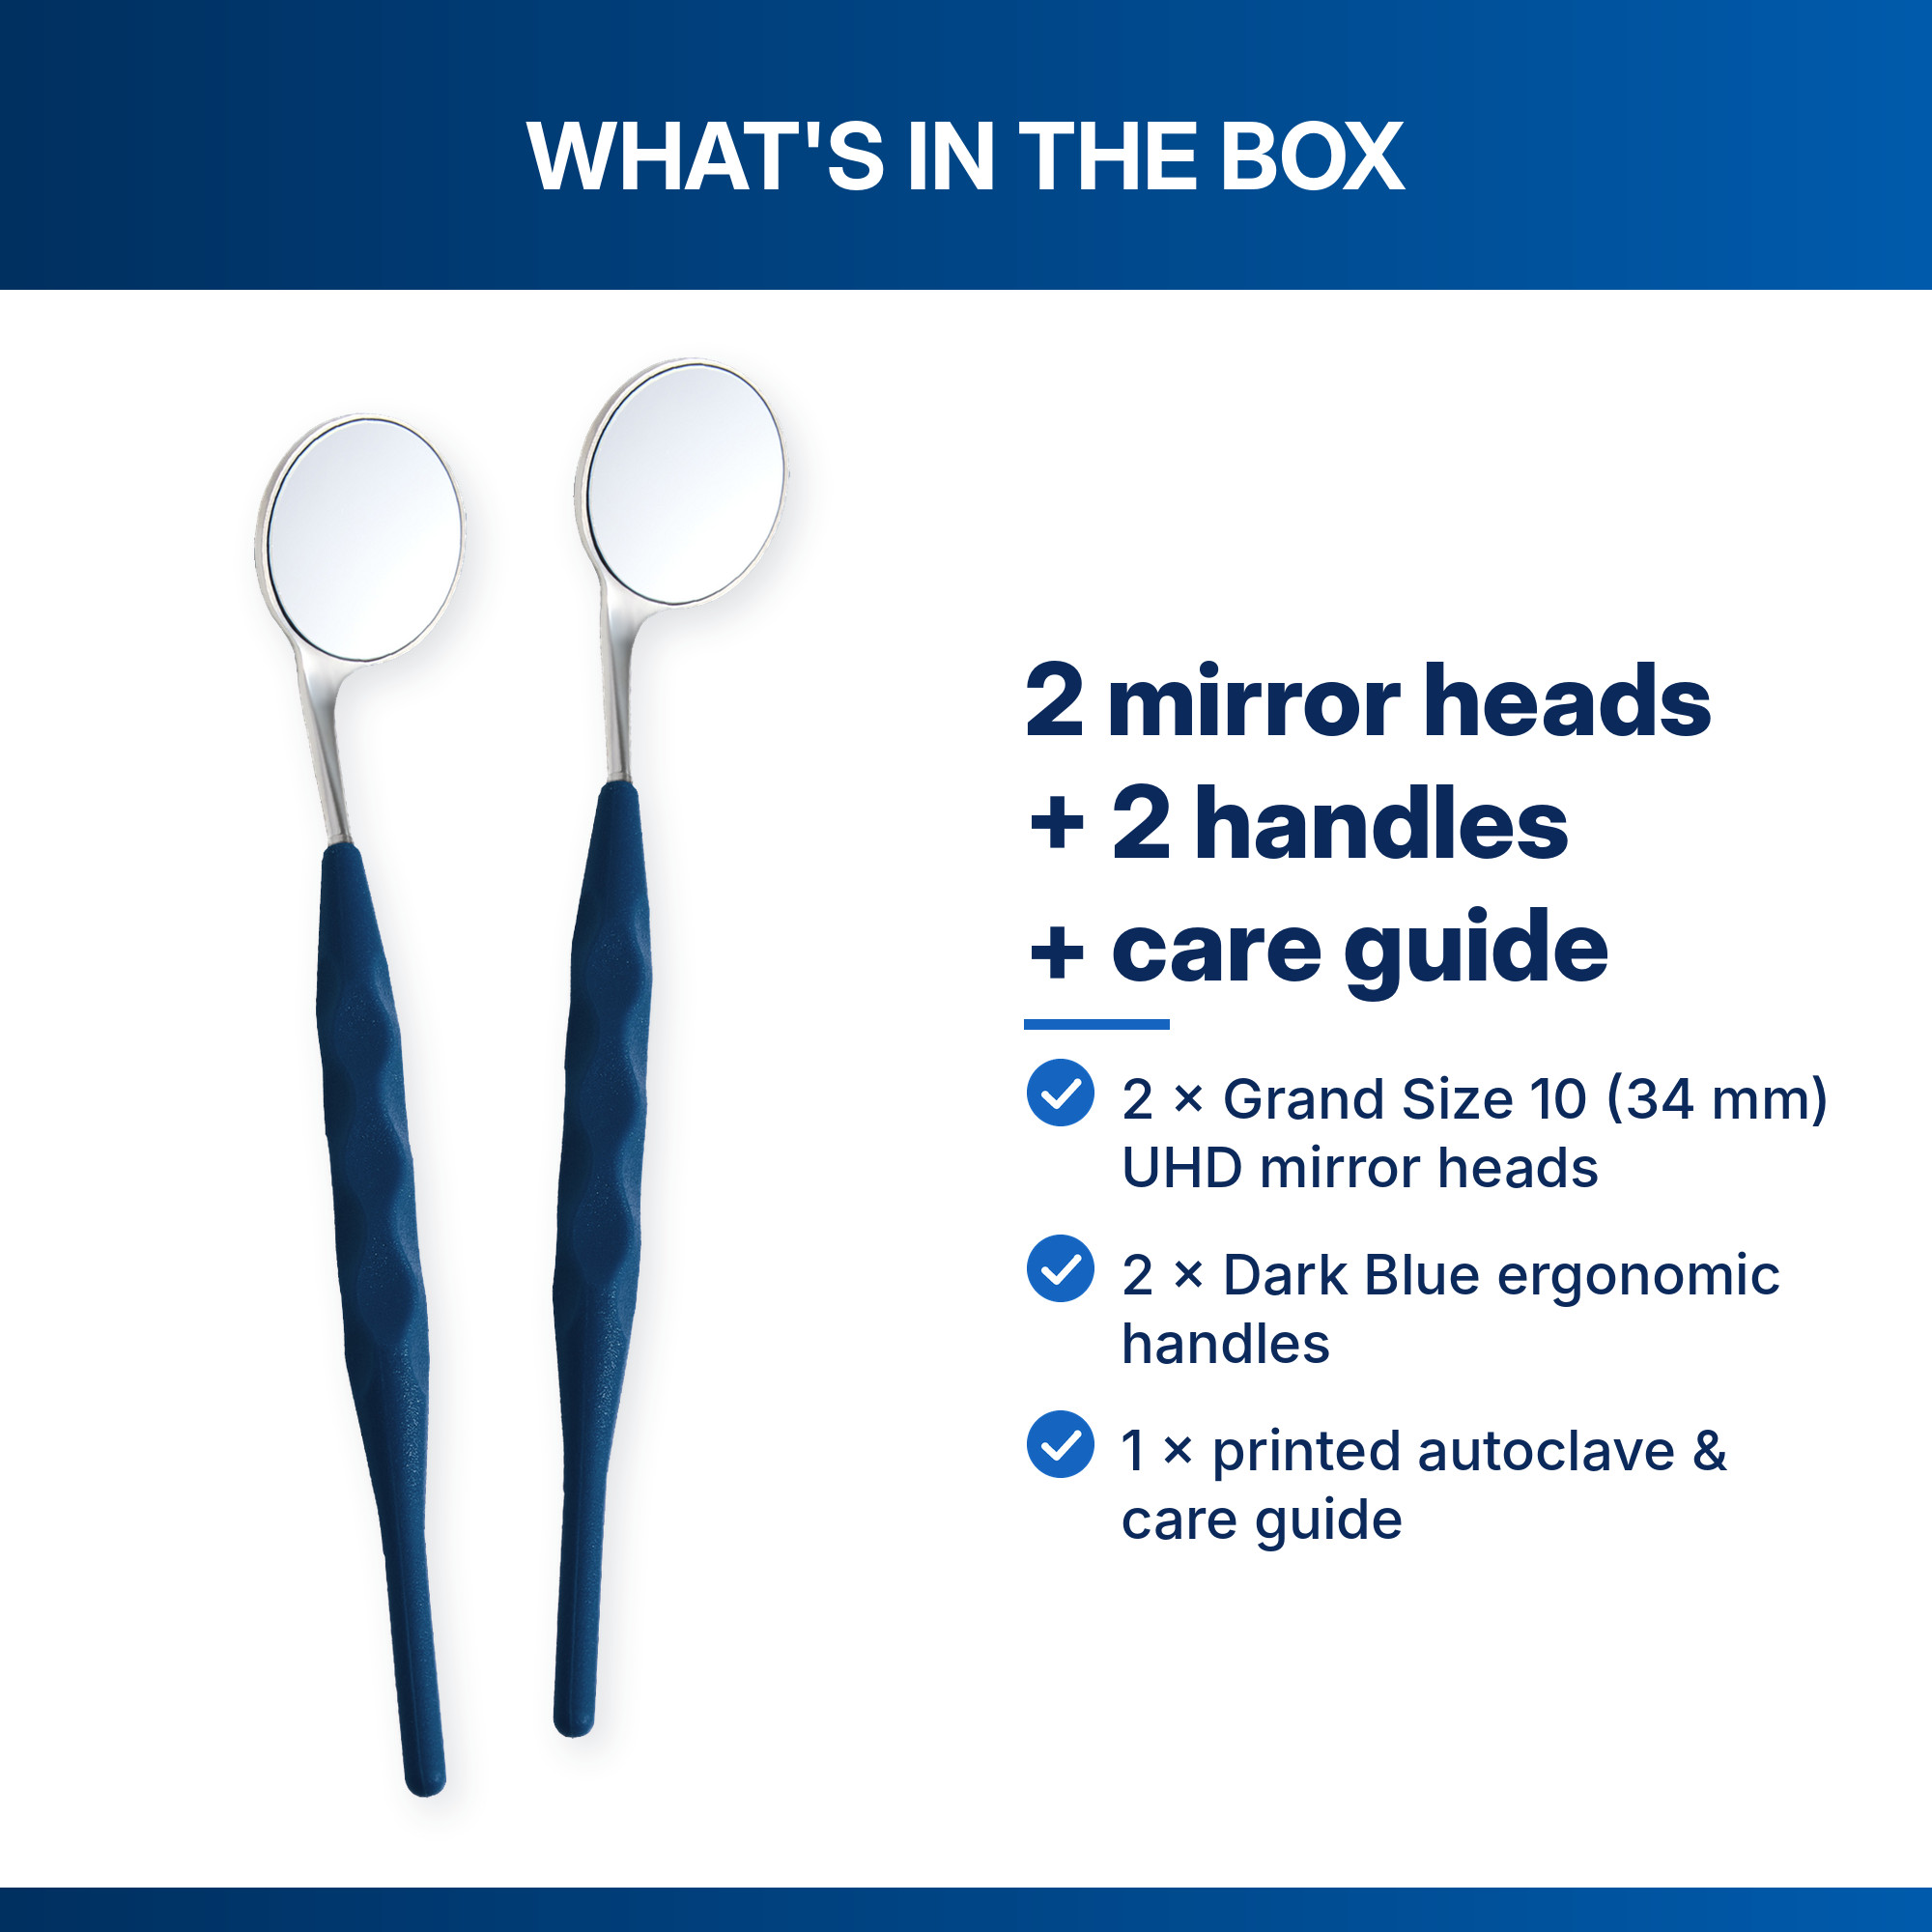 WHAT'S IN THE BOX
2 mirror heads
+ 2 handles
+ care guide
2 × Grand Size 10 (34 mm)
UHD mirror heads
2 × Dark Blue ergonomic
handles
1 × printed autoclave &
care guide